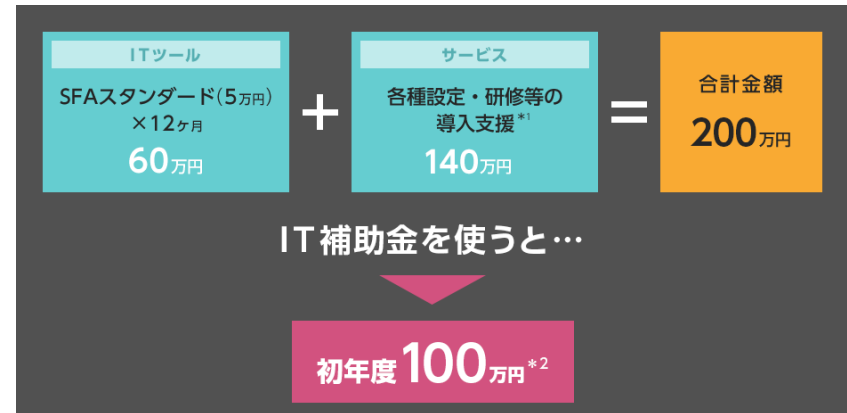 ITツール
SFAスタンダード(5万円)
×12ヶ月
60万円
+
サービス
各種設定・研修等の
導入支援*1
140万円
=
合計金額
200万円
IT補助金を使うと…
初年度100万円*2